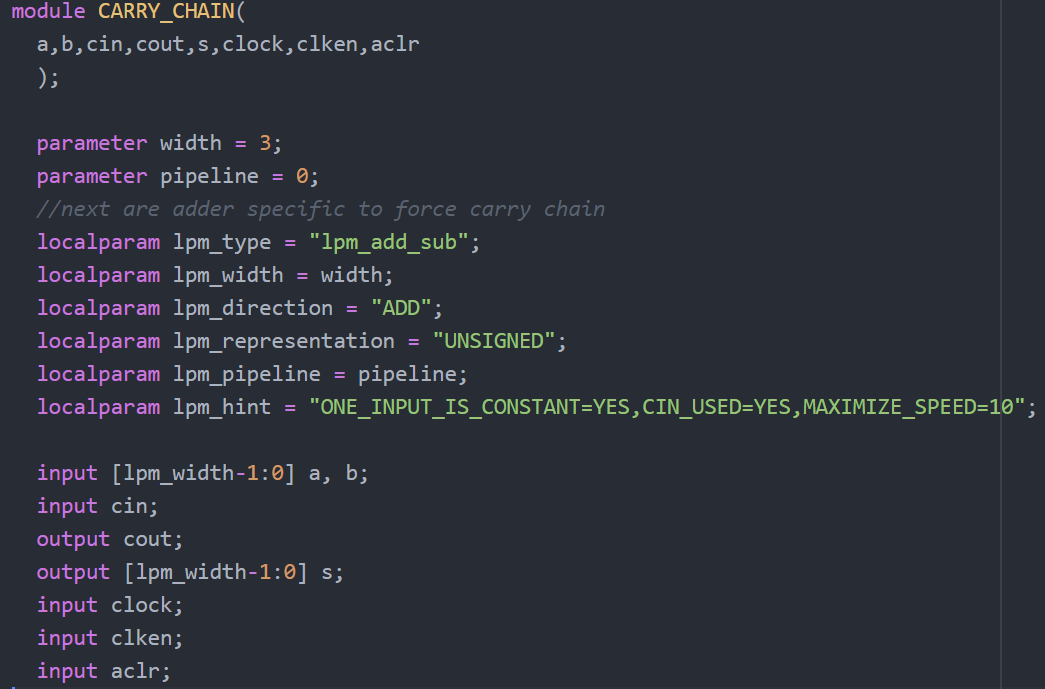 module CARRY_CHAIN(
  a,b,cin,cout,s,clock,clken,aclr
  );
  parameter width = 3;
  parameter pipeline = 0;
  //next are adder specific to force carry chain
  localparam lpm_type = "lpm_add_sub";
  localparam lpm_width = width;
  localparam lpm_direction = "ADD";
  localparam lpm_representation = "UNSIGNED";
  localparam lpm_pipeline = pipeline;
  localparam lpm_hint = "ONE_INPUT_IS_CONSTANT=YES,CIN_USED=YES,MAXIMIZE_SPEED=10";
  input [lpm_width-1:0] a, b;
  input cin;
  output cout;
  output [lpm_width-1:0] s;
  input clock;
  input clken;
  input aclr;